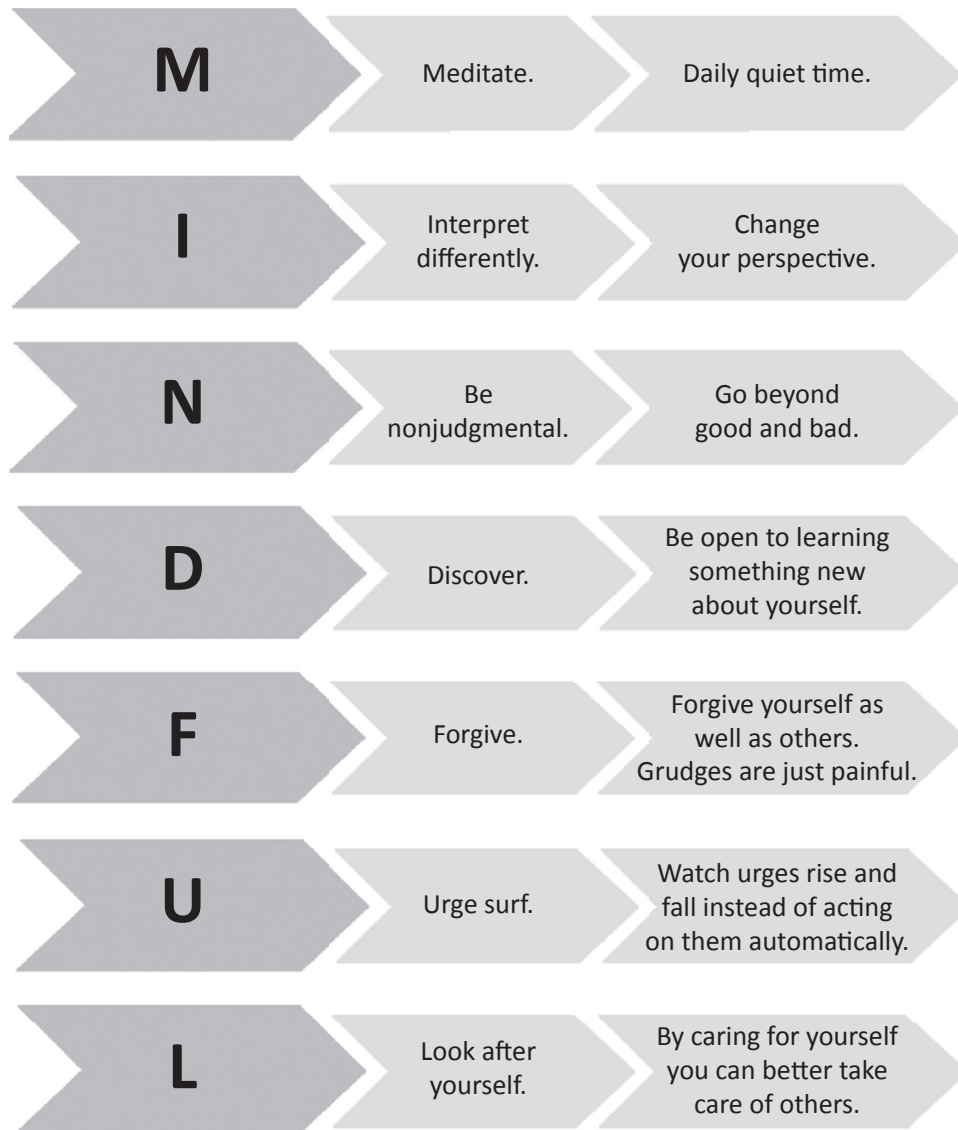 M
Meditate.
Daily quiet time.
I
Interpret
differently.
Change
your perspective.
N
Be
nonjudgmental.
Go beyond
good and bad.
D
Discover.
Be open to learning
something new
about yourself.
F
Forgive.
Forgive yourself as
well as others.
Grudges are just painful.
U
Urge surf.
Watch urges rise and
fall instead of acting
on them automatically.
L
Look after
yourself.
By caring for yourself
you can better take
care of others.